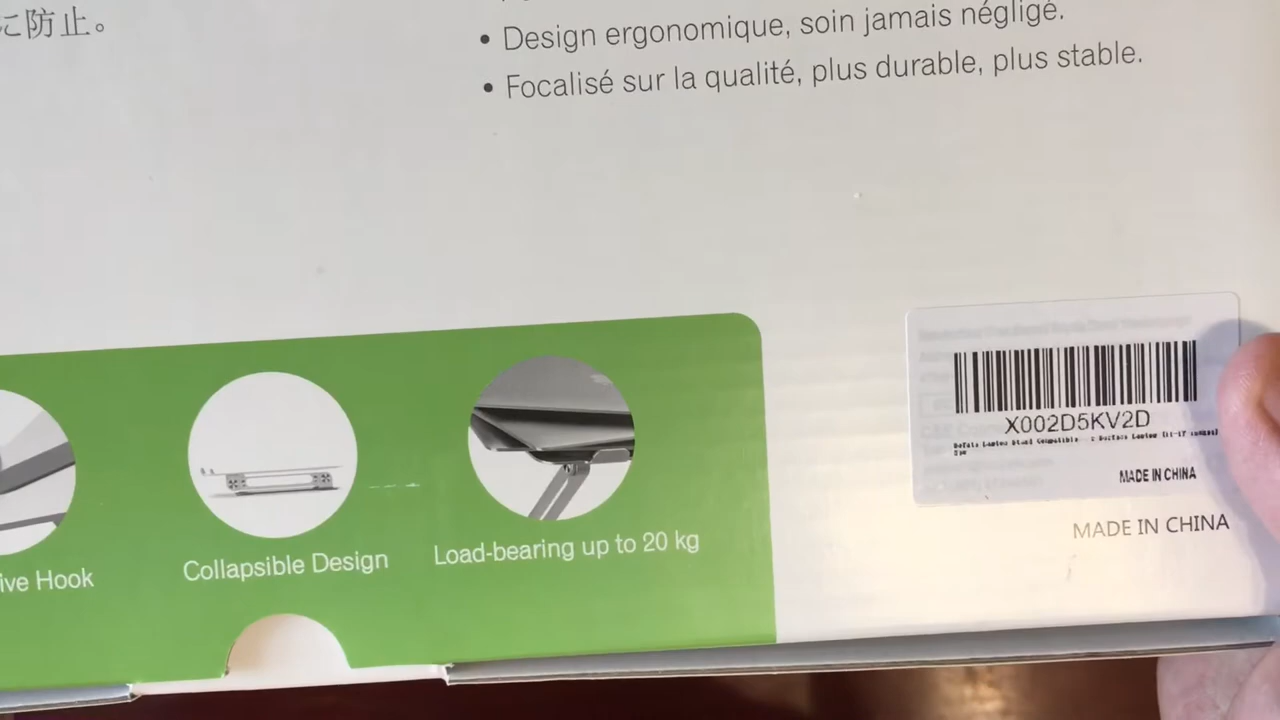 に防止。
• Design ergonomique, soin jamais négligé.
• Focalisé sur la qualité, plus durable, plus stable.
ive Hook
Collapsible Design
Load-bearing up to 20 kg
X002D5KV2D
MADE IN CHINA
MADE IN CHINA